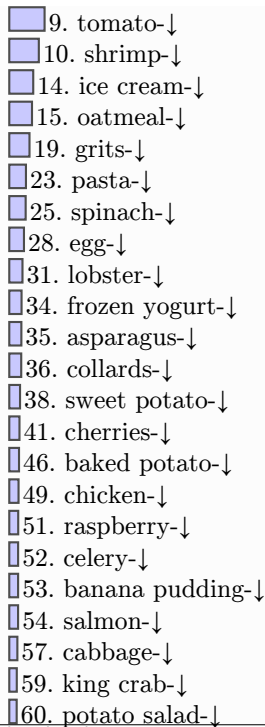 9. tomato-↓
10. shrimp-↓
14. ice cream-↓
15. oatmeal-↓
19. grits-↓
23. pasta-↓
25. spinach-↓
28. egg-↓
31. lobster-↓
34. frozen yogurt-↓
35. asparagus-↓
36. collards-↓
38. sweet potato-↓
41. cherries-↓
46. baked potato-↓
49. chicken-↓
51. raspberry-↓
52. celery-↓
53. banana pudding-↓
54. salmon-↓
57. cabbage-↓
59. king crab-↓
60. potato salad-↓